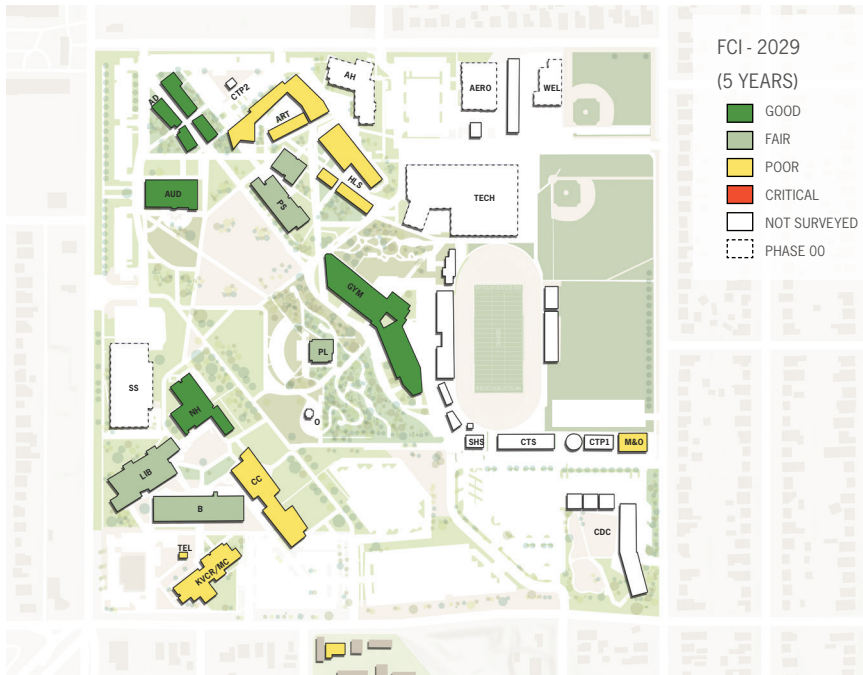 FCI - 2029
(5 YEARS)
GOOD
FAIR
POOR
CRITICAL
NOT SURVEYED
PHASE 00
AH
AD
CTP2
AERO
WEL
ART
HLS
AUD
PS
TECH
GYM
PL
SS
NH
O
SHS
CTS
CTP1
M&O
LIB
CC
B
CDC
TEL
KVCR/MC